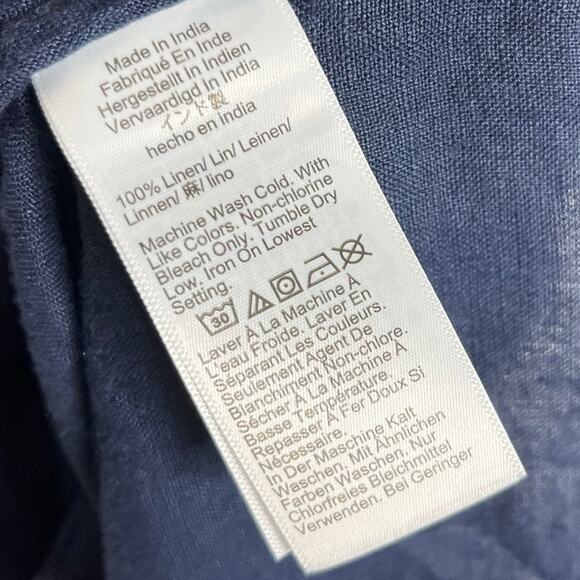 Made In India
Fabriqué En Inde
Hergestellt In Indien
Vervaardigd In India
インド製
hecho en india
100% Linen/ Lin/ Leinen/
Linnen/ 麻/ lino
Machine Wash Cold. With
Like Colors. Non-chlorine
Bleach Only. Tumble Dry
Low. Iron On Lowest
Setting.
30
Laver À La Machine À
L'eau Froide. Laver En
Séparant Les Couleurs.
Seulement Agent De
Blanchiment Non-chlore.
Sécher À La Machine À
Basse Température.
Repasser À Fer Doux Si
Nécessaire.
In Der Maschine Kalt
Waschen. Mit Ähnlichen
Farben Waschen. Nur
Chlorfreies Bleichmittel
Verwenden. Bei Geringer